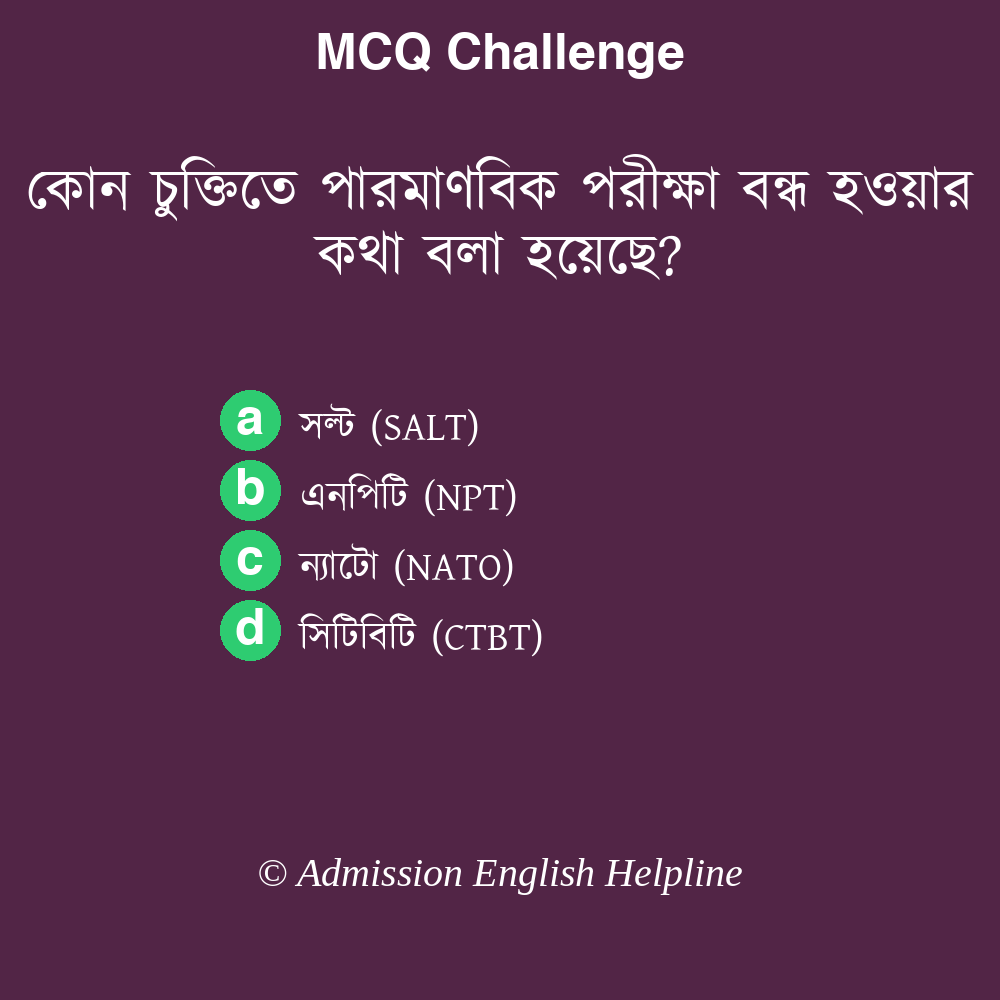 MCQ Challenge
কোন চুক্তিতে পারমাণবিক পরীক্ষা বন্ধ হওয়ার
কথা বলা হয়েছে?
a সল্ট (SALT)
b এনপিটি (NPT)
c ন্যাটো (NATO)
d সিটিবিটি (CTBT)
© Admission English Helpline